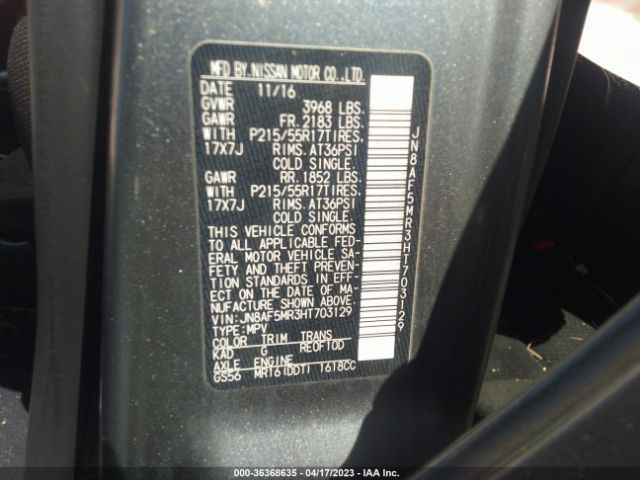 MFD BY NISSAN MOTOR CO.,LTD.
DATE 11/16
GVWR 3968 LBS.
GAWR FR. 2183 LBS.
WITH P215/55R17TIRES.
17X7J RIMS. AT36PSI
COLD SINGLE.
GAWR RR. 1852 LBS.
WITH P215/55R17TIRES.
17X7J RIMS. AT36PSI
COLD SINGLE.
THIS VEHICLE CONFORMS
TO ALL APPLICABLE FED-
ERAL MOTOR VEHICLE SA-
FETY AND THEFT PREVEN-
TION STANDARDS IN EFF-
ECT ON THE DATE OF MA-
NUFACTURE SHOWN ABOVE.
VIN:JN8AF5MR3HT703129
TYPE:MPV
COLOR TRIM TRANS
KAD G RE0F10D
AXLE ENGINE
GS56 MR16(DDT) 1618CC
JN8AF5MR3HT703129
000-36368635 - 04/17/2023 - IAA Inc.